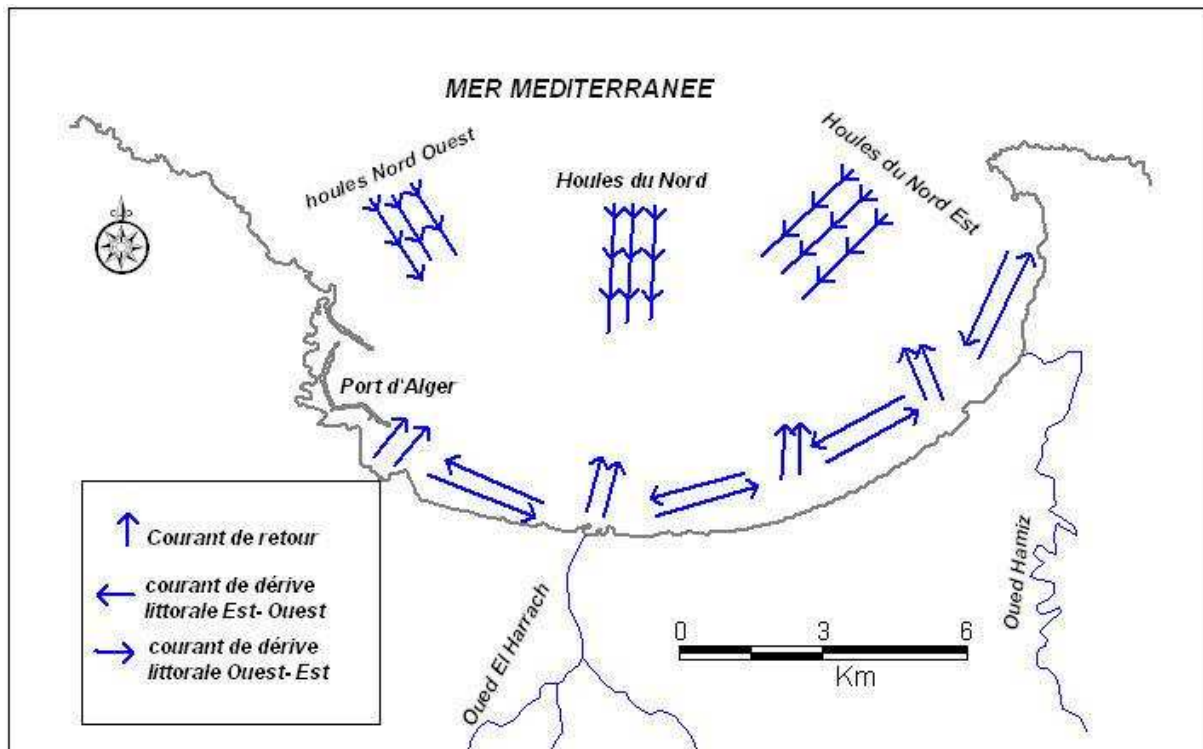 MER MEDITERRANEE
houles Nord Ouest
Houles du Nord
Houles du Nord Est
Port d'Alger
Courant de retour
courant de dérive
littorale Est- Ouest
courant de dérive
littorale Ouest- Est
Oued El Harrach
Oued Hamiz
0 3 6
Km